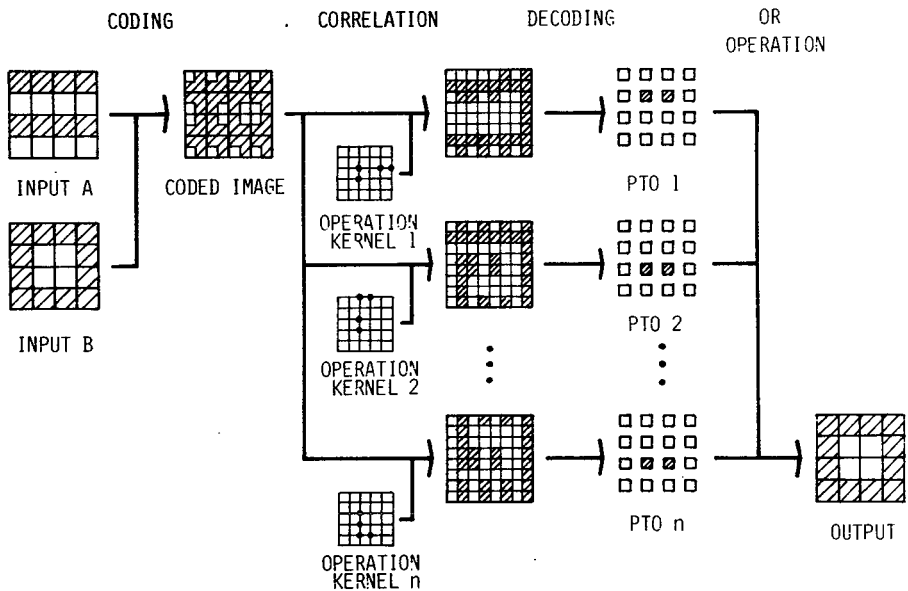 CODING . CORRELATION DECODING OR
OPERATION
INPUT A
CODED IMAGE
OPERATION
KERNEL 1
PTO 1
INPUT B
OPERATION
KERNEL 2
PTO 2
OPERATION
KERNEL n
PTO n
OUTPUT